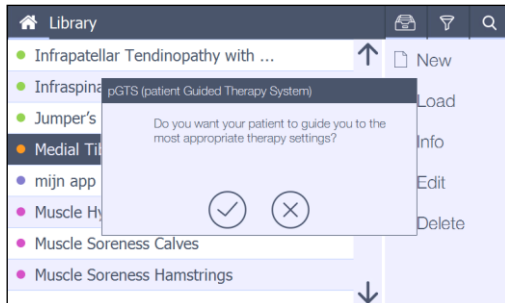 Library
Infrapatellar Tendinopathy with ...
New
Infraspina
pGTS (patient Guided Therapy System)
Load
Jumper's
Do you want your patient to guide you to the
most appropriate therapy settings?
Medial Tib
Info
mijn app
Edit
Muscle Hy
Delete
Muscle Soreness Calves
Muscle Soreness Hamstrings